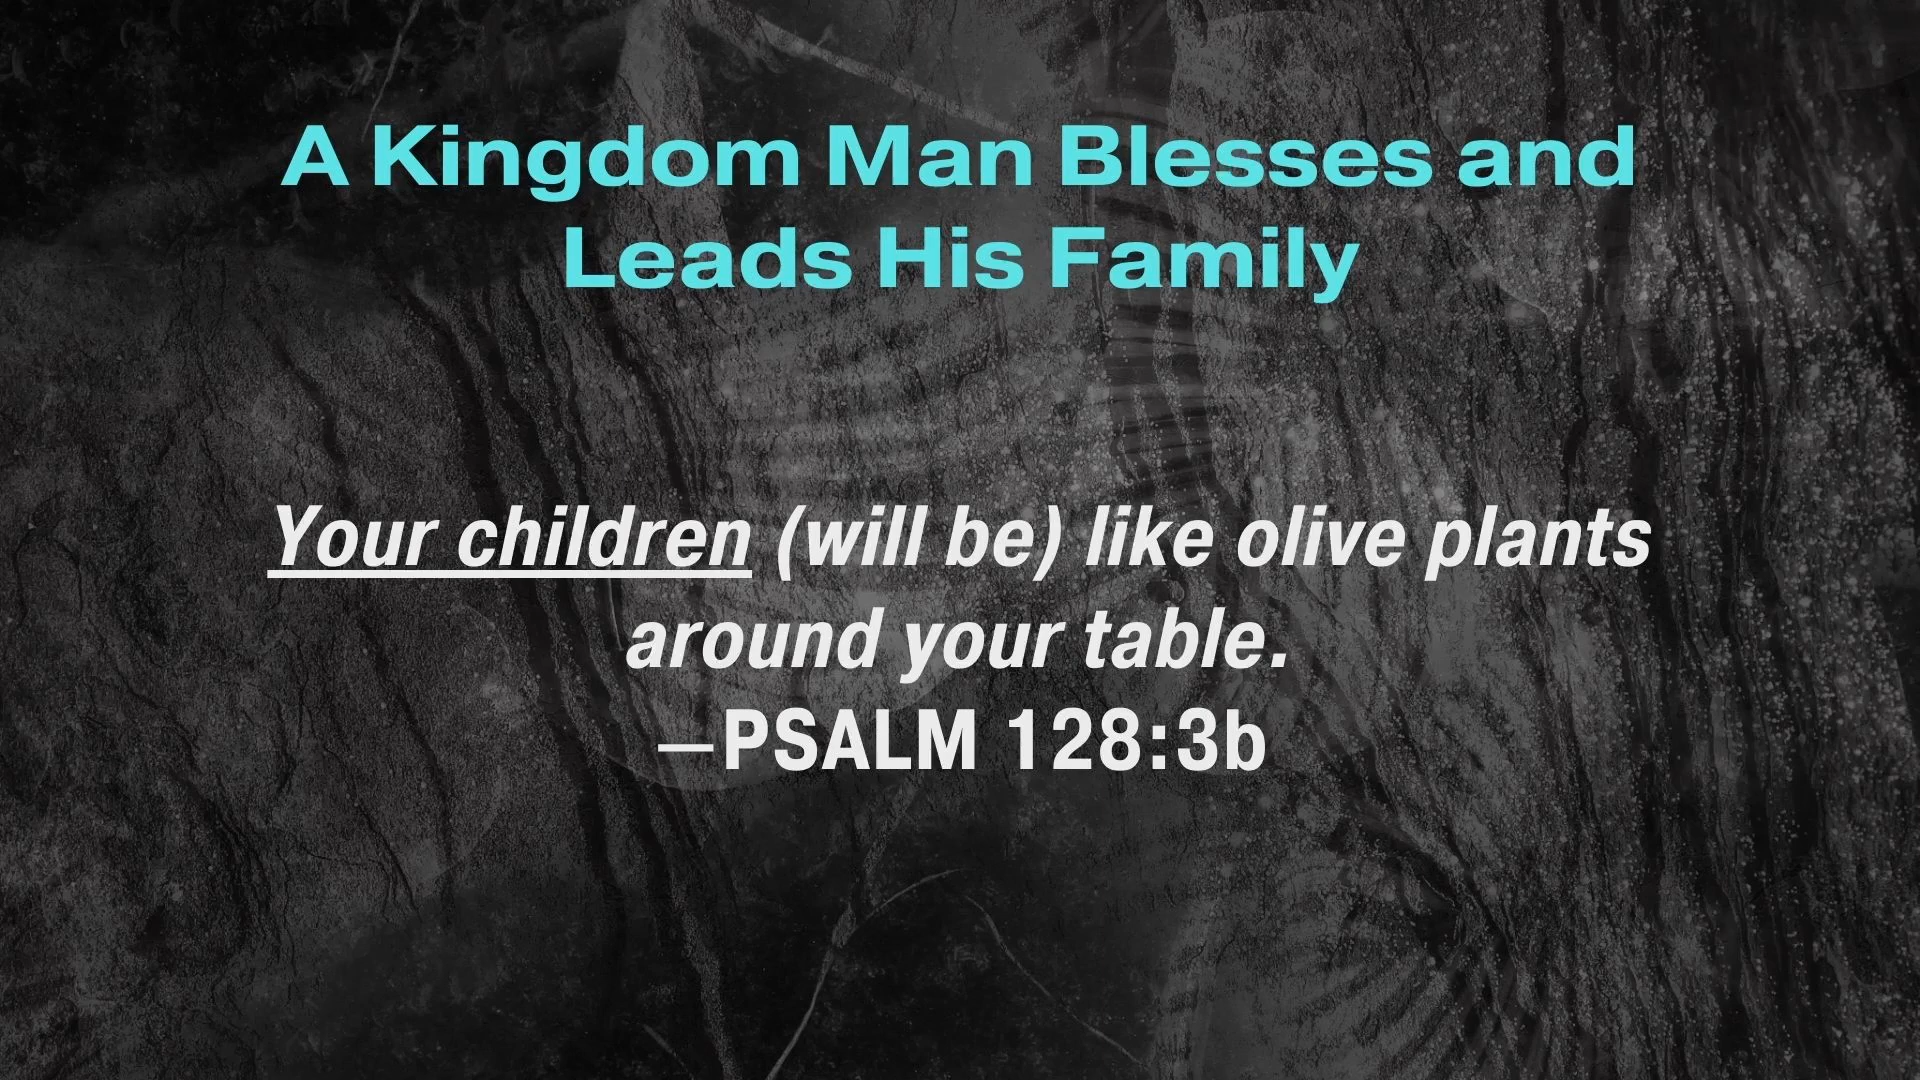 A Kingdom Man Blesses and
Leads His Family
Your children (will be) like olive plants
around your table.
—PSALM 128:3b